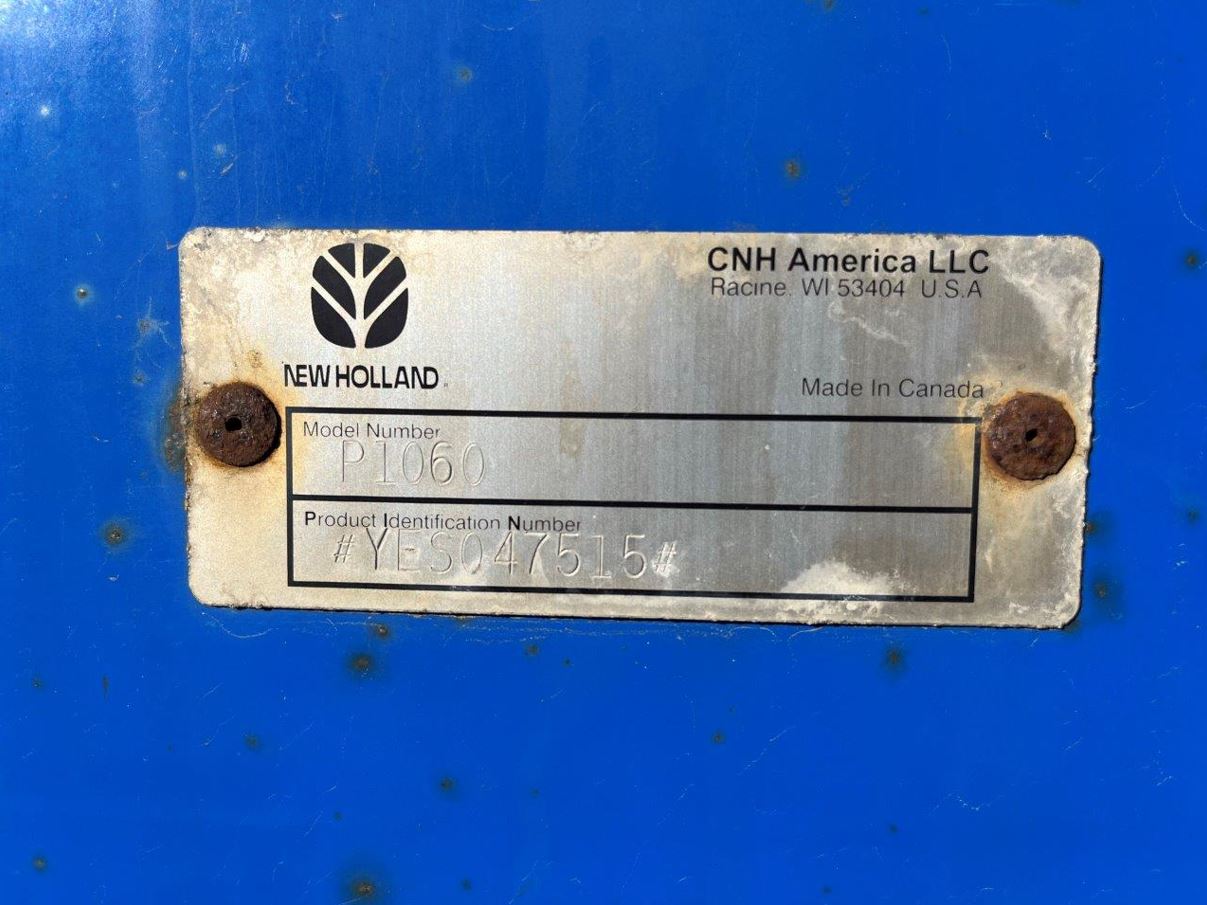 NEW HOLLAND
CNH America LLC
Racine. WI 53404 U.S.A
Made In Canada
Model Number
P1060
Product Identification Number
#YES047515#